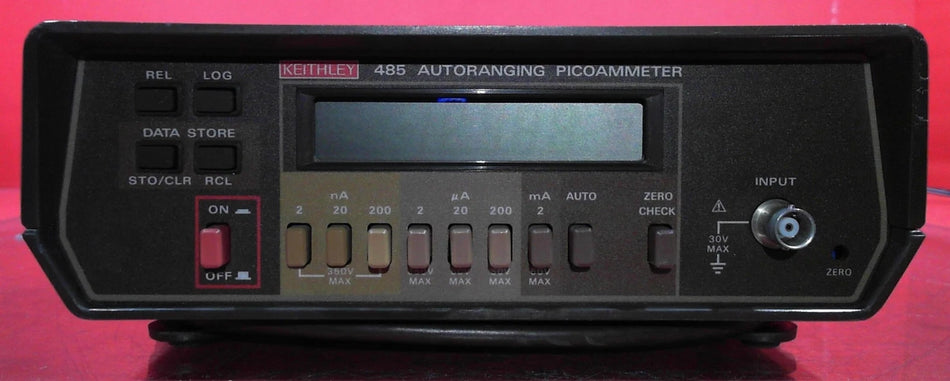 REL LOG
DATA STORE
STO/CLR RCL
ON
OFF
KEITHLEY 485 AUTORANGING PICOAMMETER
nA µA mA AUTO ZERO
2 20 200 2 20 200 2 CHECK
350V
MAX MAX MAX MAX MAX
INPUT
30V
MAX
ZERO